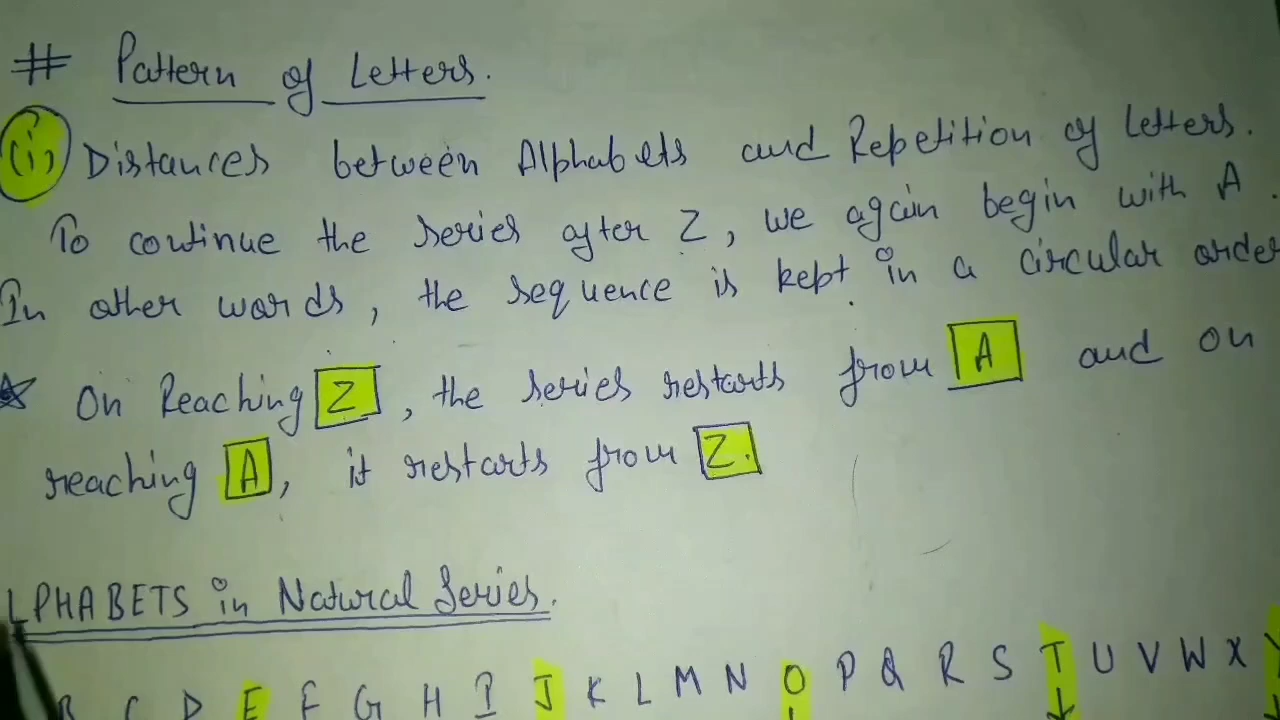 # Pattern of Letters.
(i) Distances between Alphabets and Repetition of letters.
To continue the series after Z, we again begin with A.
In other words, the sequence is kept in a circular order
☆ On Reaching Z, the series restarts from A and on
reaching A, it restarts from Z.
LPHABETS in Natural Series.
B C D E F G H I J K L M N O P Q R S T U V W X Y